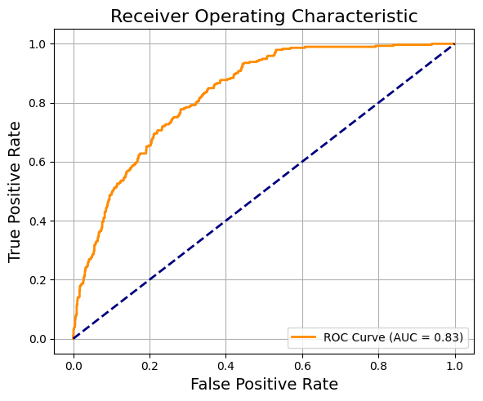 Receiver Operating Characteristic
True Positive Rate
1.0
0.8
0.6
0.4
0.2
0.0
ROC Curve (AUC = 0.83)
0.0 0.2 0.4 0.6 0.8 1.0
False Positive Rate